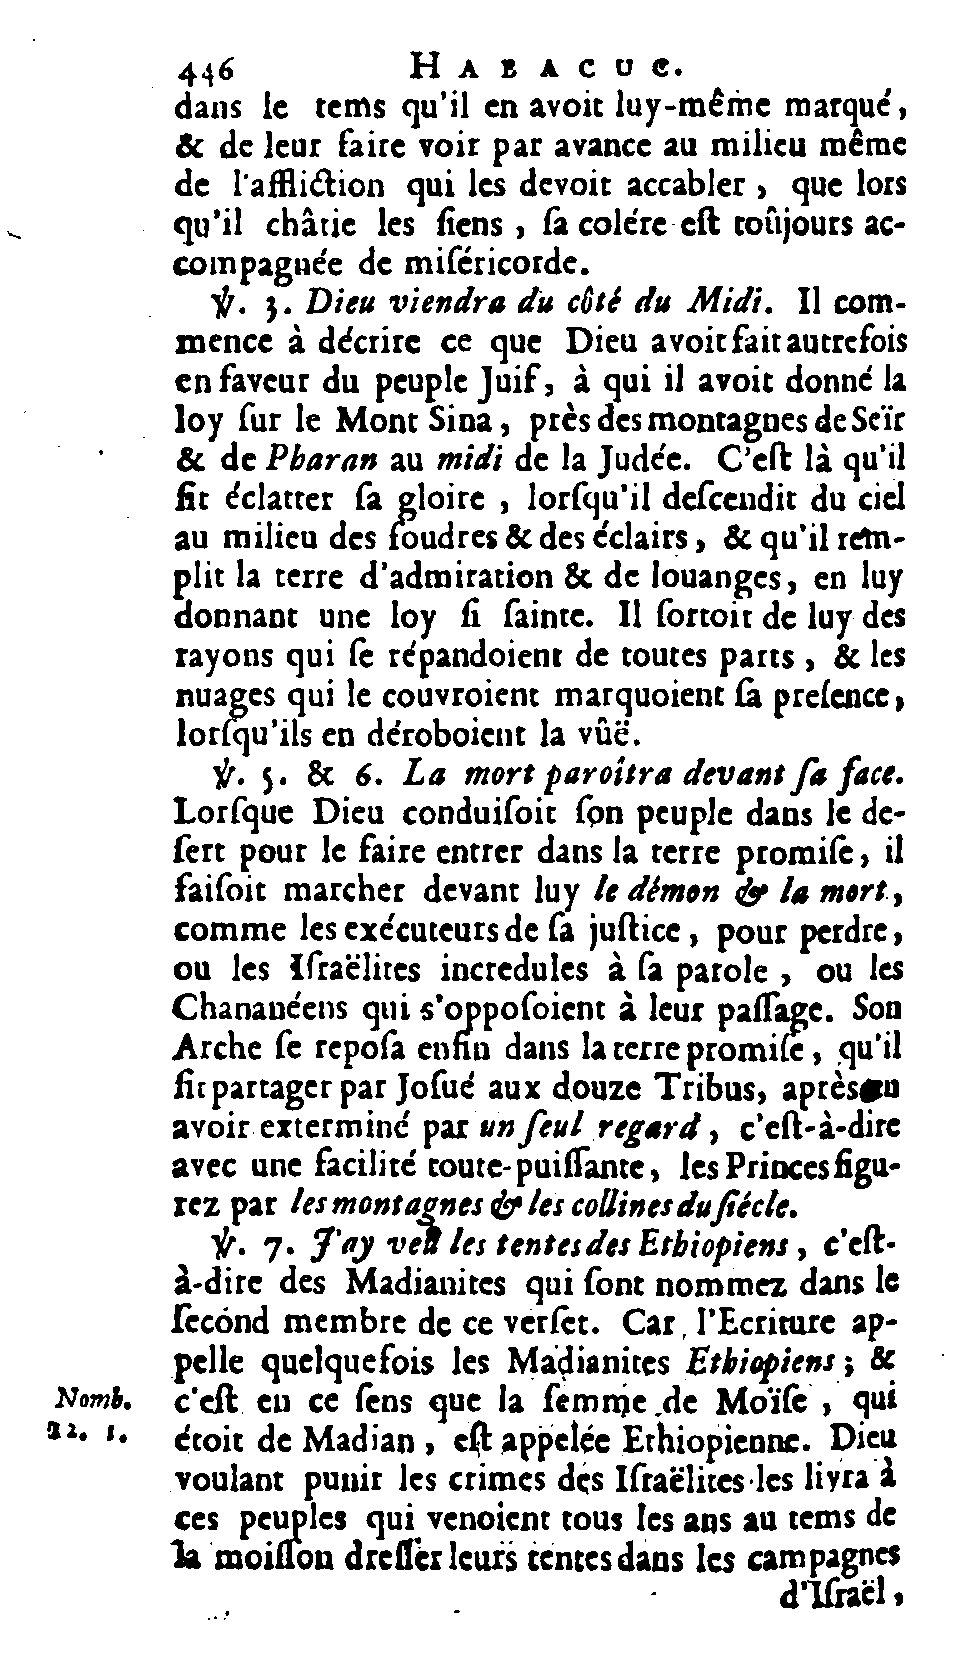 446 HABACUC.
dans le tems qu'il en avoit luy-même marqué,
& de leur faire voir par avance au milieu même
de l'affliction qui les devoit accabler, que lors
qu'il châtie les ſiens, ſa colére eſt toûjours ac-
compagnée de miſéricorde.
℣. 3. Dieu viendra du côté du Midi. Il com-
mence à décrire ce que Dieu avoit fait autrefois
en faveur du peuple Juif, à qui il avoit donné la
loy ſur le Mont Sina, près des montagnes de Seïr
& de Pharan au midi de la Judée. C'eſt là qu'il
fit éclatter ſa gloire, lorſqu'il deſcendit du ciel
au milieu des foudres & des éclairs, & qu'il rem-
plit la terre d'admiration & de louanges, en luy
donnant une loy ſi ſainte. Il ſortoit de luy des
rayons qui ſe répandoient de toutes parts, & les
nuages qui le couvroient marquoient ſa preſence,
lorſqu'ils en déroboient la vûë.
℣. 5. & 6. La mort paroîtra devant ſa face.
Lorſque Dieu conduiſoit ſon peuple dans le de-
ſert pour le faire entrer dans la terre promiſe, il
faiſoit marcher devant luy le démon & la mort,
comme les exécuteurs de ſa juſtice, pour perdre,
ou les Iſraëlites incredules à ſa parole, ou les
Chananéens qui s'oppoſoient à leur paſſage. Son
Arche ſe repoſa enfin dans la terre promiſe, qu'il
fit partager par Joſué aux douze Tribus, après en
avoir exterminé par un ſeul regard, c'eſt-à-dire
avec une facilité toute-puiſſante, les Princes figu-
rez par les montagnes & les collines du ſiécle.
℣. 7. J'ay veu les tentes des Ethiopiens, c'eſt-
à-dire des Madianites qui ſont nommez dans le
ſecond membre de ce verſet. Car l'Ecriture ap-
pelle quelquefois les Madianites Ethiopiens; &
Nomb. c'eſt en ce ſens que la femme de Moïſe, qui
12. 1. étoit de Madian, eſt appelée Ethiopienne. Dieu
voulant punir les crimes des Iſraëlites les livra à
ces peuples qui venoient tous les ans au tems de
la moiſſon dreſſer leurs tentes dans les campagnes
d'Iſraël,